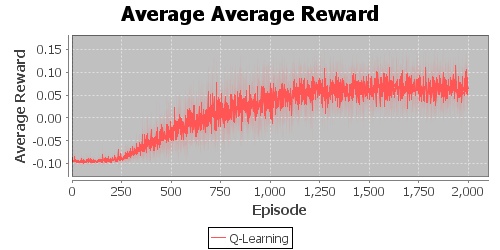 Average Average Reward
Average Reward
0.15
0.10
0.05
0.00
-0.05
-0.10
0 250 500 750 1,000 1,250 1,500 1,750 2,000
Episode
Q-Learning